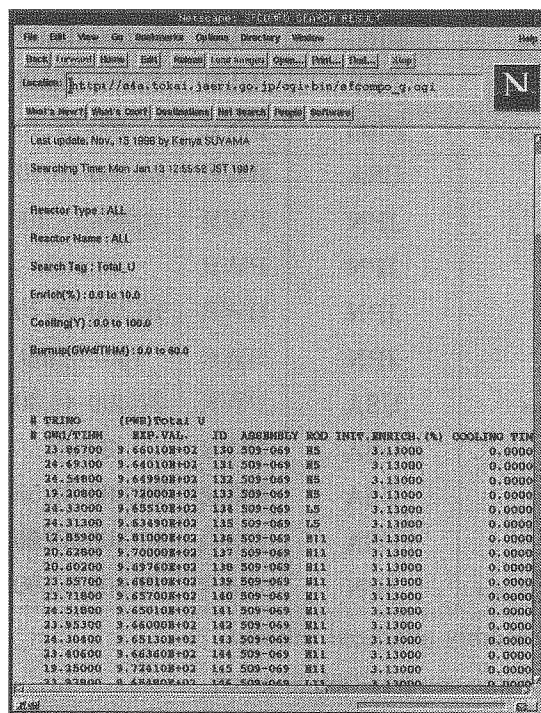 Netscape: SFCOMPO SEARCH RESULT
File Edit View Go Bookmarks Options Directory Window Help
Back Forward Home Edit Reload Load Images Open... Print... Find... Stop
Location: http://a4a.tokai.jaeri.go.jp/cgi-bin/sfcompo_g.cgi
N
What's New? What's Cool? Destinations Net Search People Software
Last update, Nov., 13 1996 by Kenya SUYAMA
Searching Time: Mon Jan 13 12:55:52 JST 1997
Reactor Type : ALL
Reactor Name : ALL
Search Tag : Total_U
Enrich(%) : 0.0 to 10.0
Cooling(Y) : 0.0 to 100.0
Burnup(GWd/TIHM) : 0.0 to 60.0
# TRINO (PWR)Total U
# GWd/TIHM EXP.VAL. ID ASSEMBLY ROD INIT.ENRICH.(%) COOLING TIM
23.86700 9.66010E+02 130 509-069 E5 3.13000 0.0000
24.69300 9.64010E+02 131 509-069 E5 3.13000 0.0000
24.54800 9.64990E+02 132 509-069 E5 3.13000 0.0000
19.20800 9.72000E+02 133 509-069 E5 3.13000 0.0000
24.33000 9.65510E+02 134 509-069 L5 3.13000 0.0000
24.31300 9.63490E+02 135 509-069 L5 3.13000 0.0000
12.85900 9.81000E+02 136 509-069 E11 3.13000 0.0000
20.62800 9.70000E+02 137 509-069 E11 3.13000 0.0000
20.60200 9.69760E+02 138 509-069 E11 3.13000 0.0000
23.85700 9.66010E+02 139 509-069 E11 3.13000 0.0000
23.71800 9.65700E+02 140 509-069 E11 3.13000 0.0000
24.51800 9.65010E+02 141 509-069 E11 3.13000 0.0000
23.95300 9.66000E+02 142 509-069 E11 3.13000 0.0000
24.30400 9.65130E+02 143 509-069 E11 3.13000 0.0000
23.40600 9.66360E+02 144 509-069 E11 3.13000 0.0000
19.25000 9.72410E+02 145 509-069 E11 3.13000 0.0000
146 509-069 L11 3.13000 0.0000